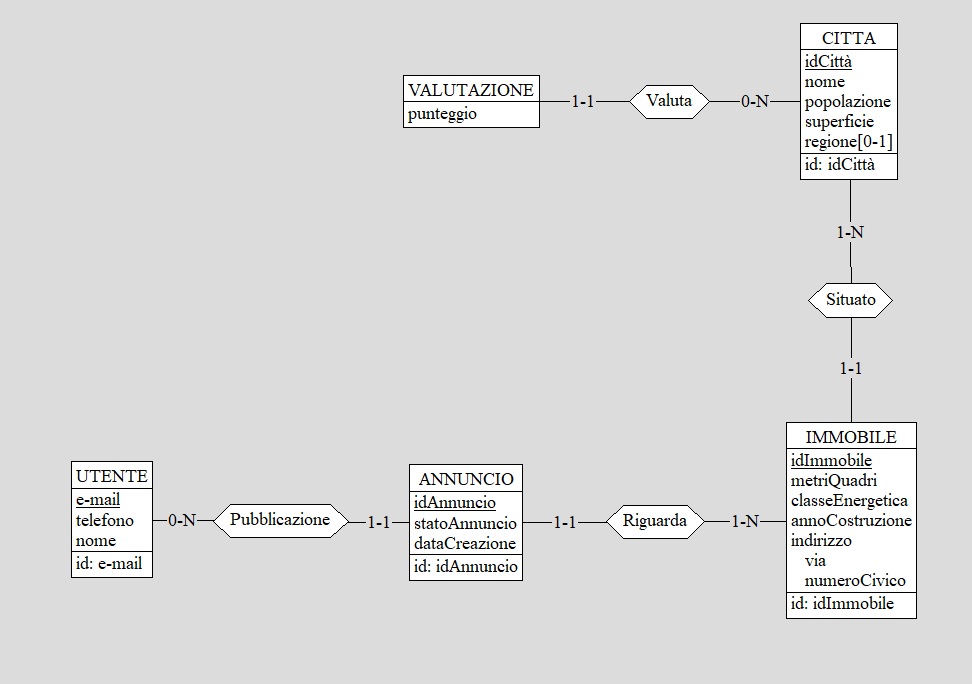 CITTA
idCittà
nome
popolazione
superficie
regione[0-1]
id: idCittà
VALUTAZIONE
punteggio
1-1
Valuta
0-N
1-N
Situato
1-1
IMMOBILE
idImmobile
metriQuadri
classeEnergetica
annoCostruzione
indirizzo
via
numeroCivico
id: idImmobile
UTENTE
e-mail
telefono
nome
id: e-mail
0-N
Pubblicazione
1-1
ANNUNCIO
idAnnuncio
statoAnnuncio
dataCreazione
id: idAnnuncio
1-1
Riguarda
1-N